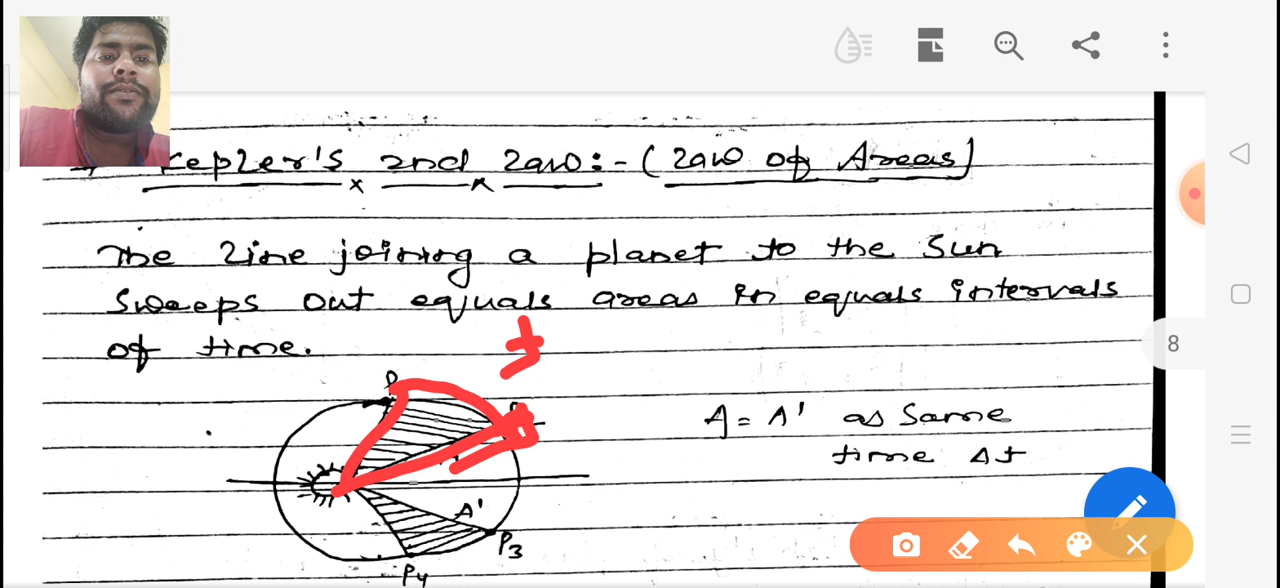 Kepler's 2nd Law:- (Law of Areas)
The Line joining a planet to the Sun
Sweeps out equals areas in equals intervals
of time.
t
8
P
A = A' as Same
time Δt
A'
P3
P4